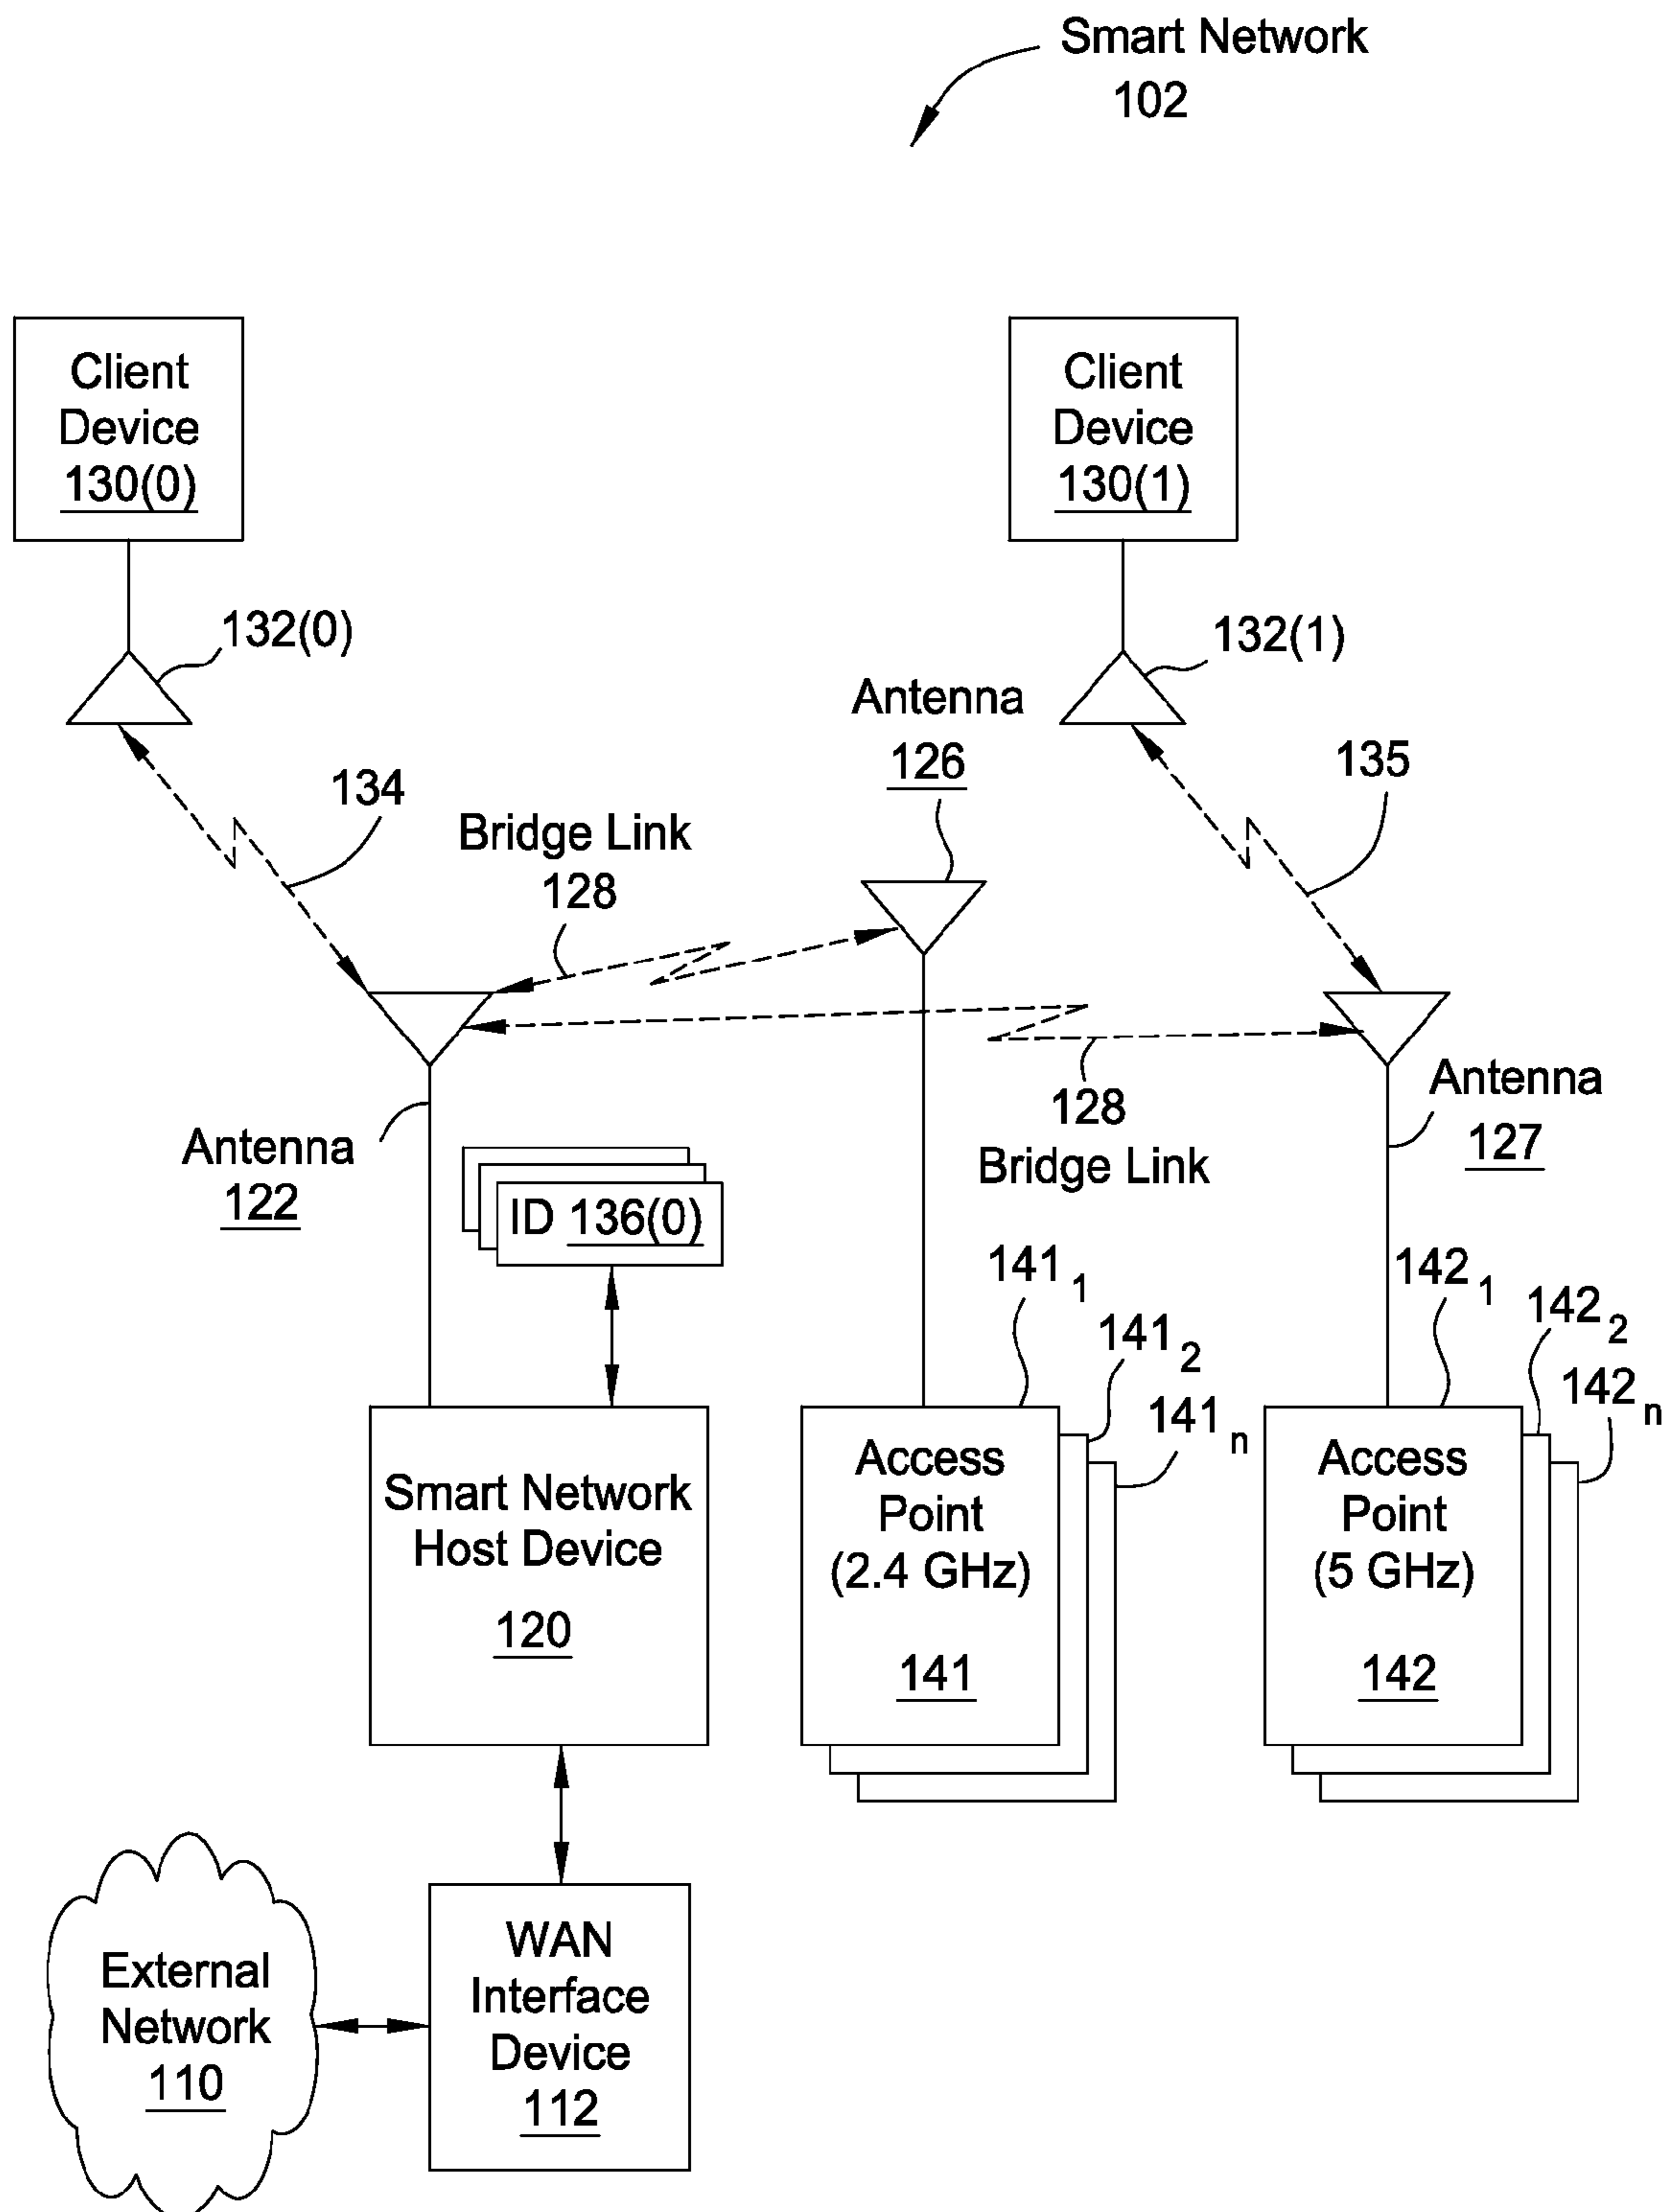 Smart Network
102
Client
Device
130(0)
Client
Device
130(1)
132(0)
132(1)
Antenna
126
134
135
Bridge Link
128
128
Bridge Link
Antenna
122
Antenna
127
ID 136(0)
141 1
141 2
141 n
142 1
142 2
142 n
Smart Network
Host Device
120
Access
Point
(2.4 GHz)
141
Access
Point
(5 GHz)
142
External
Network
110
WAN
Interface
Device
112